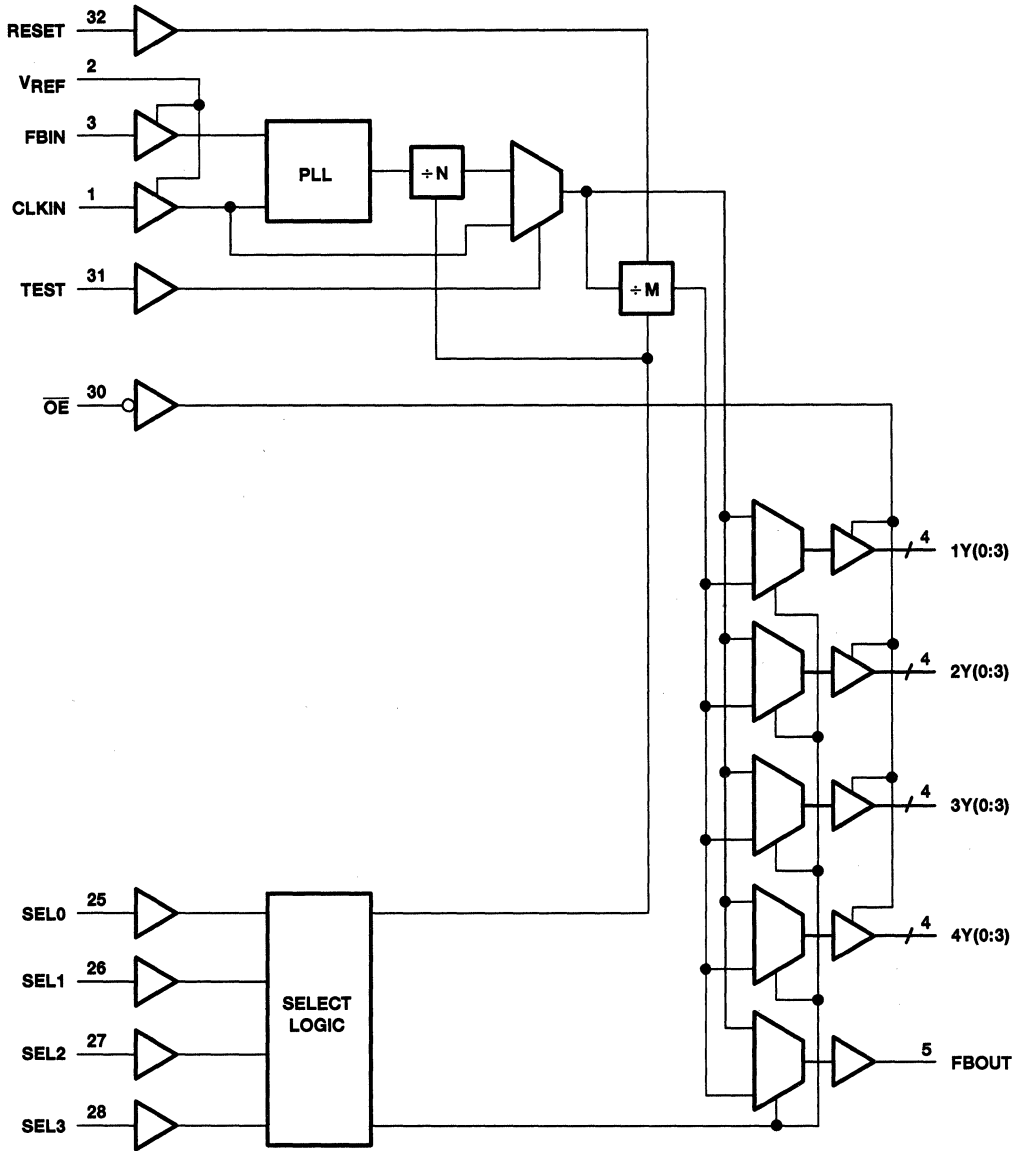 RESET 32
VREF 2
FBIN 3
PLL
÷N
CLKIN 1
TEST 31
÷M
OE 30
4 1Y(0:3)
4 2Y(0:3)
4 3Y(0:3)
4 4Y(0:3)
SEL0 25
SEL1 26
SELECT
LOGIC
SEL2 27
5 FBOUT
SEL3 28